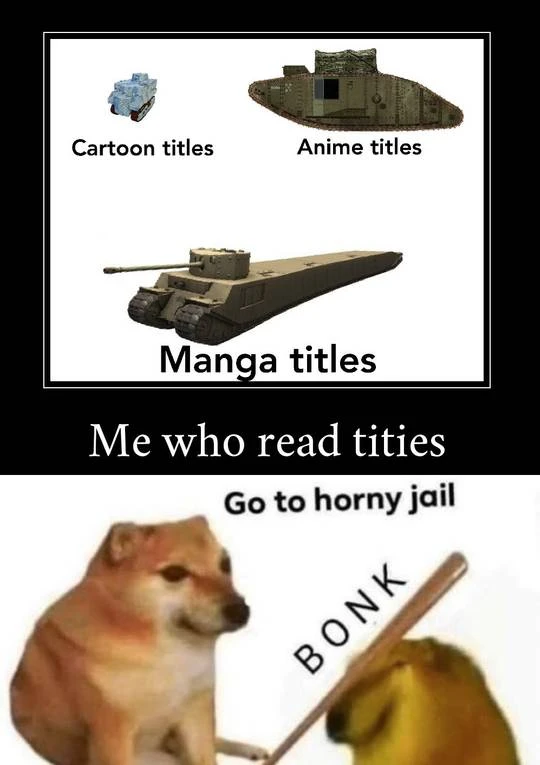 Cartoon titles
Anime titles
Manga titles
Me who read tities
Go to horny jail
BONK